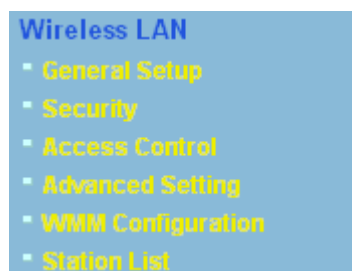 Wireless LAN
General Setup
Security
Access Control
Advanced Setting
WMM Configuration
Station List